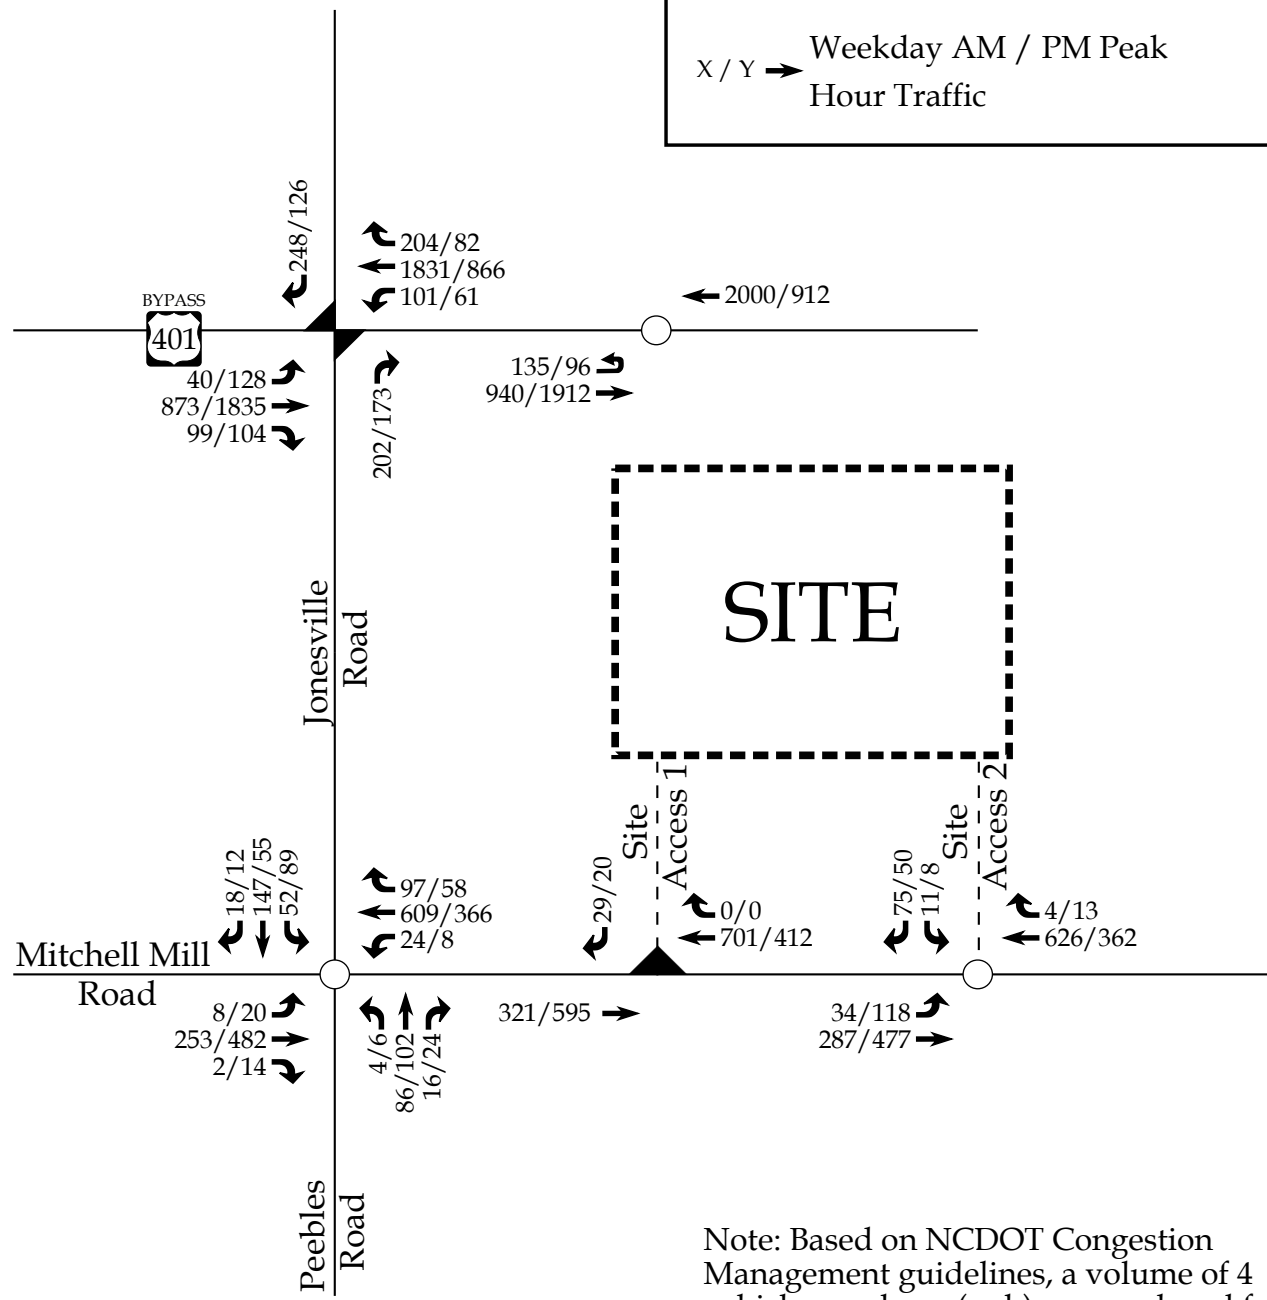 X / Y
Weekday AM / PM Peak
Hour Traffic
248/126
204/82
1831/866
101/61
2000/912
BYPASS
401
40/128
873/1835
99/104
202/173
135/96
940/1912
SITE
Jonesville
Road
Site
Access 1
Site
Access 2
18/12
147/55
52/89
97/58
609/366
24/8
29/20
0/0
701/412
75/50
11/8
4/13
626/362
Mitchell Mill
Road
8/20
253/482
2/14
4/6
86/102
16/24
321/595
34/118
287/477
Peebles
Road
Note: Based on NCDOT Congestion
Management guidelines, a volume of 4